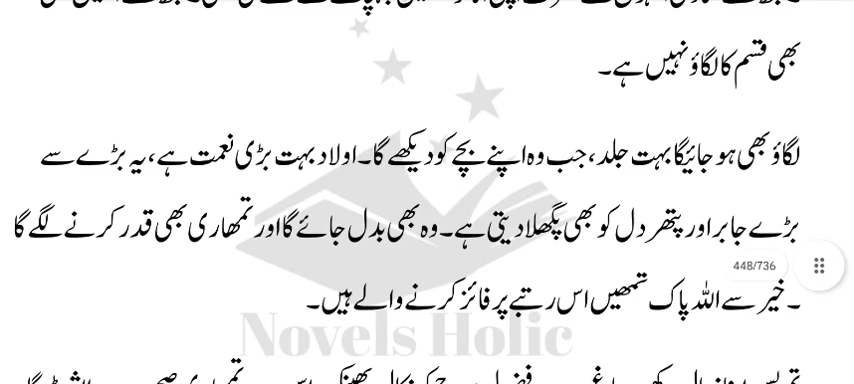 بھی قسم کا لگاؤ نہیں ہے۔
لگاؤ بھی ہو جائیگا بہت جلد، جب وہ اپنے بچے کو دیکھے گا۔ اولاد بہت بڑی نعمت ہے، یہ بڑے سے
بڑے جابر اور پتھر دل کو بھی پگھلا دیتی ہے۔ وہ بھی بدل جائے گا اور تمھاری بھی قدر کرنے لگے گا
448/736
۔ خیر سے اللہ پاک تمھیں اس رتبے پر فائز کرنے والے ہیں۔
Novels Holic